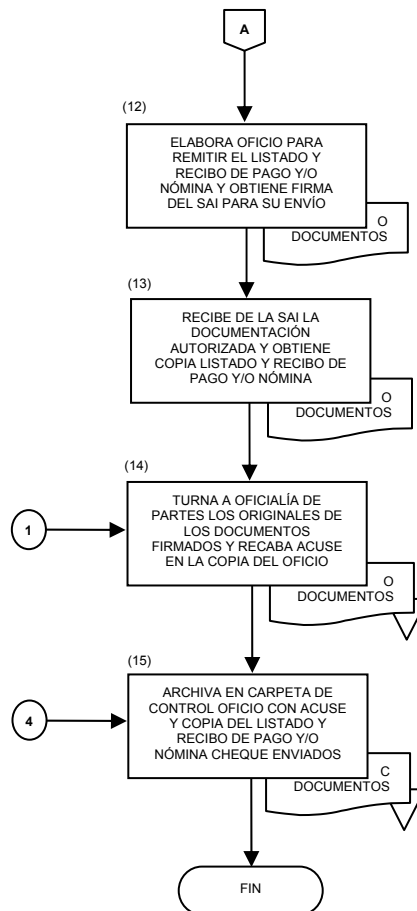 A
(12)
ELABORA OFICIO PARA
REMITIR EL LISTADO Y
RECIBO DE PAGO Y/O
NÓMINA Y OBTIENE FIRMA
DEL SAI PARA SU ENVÍO
O
DOCUMENTOS
(13)
RECIBE DE LA SAI LA
DOCUMENTACIÓN
AUTORIZADA Y OBTIENE
COPIA LISTADO Y RECIBO DE
PAGO Y/O NÓMINA
O
DOCUMENTOS
(14)
1
TURNA A OFICIALÍA DE
PARTES LOS ORIGINALES DE
LOS DOCUMENTOS
FIRMADOS Y RECABA ACUSE
EN LA COPIA DEL OFICIO
O
DOCUMENTOS
(15)
4
ARCHIVA EN CARPETA DE
CONTROL OFICIO CON ACUSE
Y COPIA DEL LISTADO Y
RECIBO DE PAGO Y/O
NÓMINA CHEQUE ENVIADOS
C
DOCUMENTOS
FIN